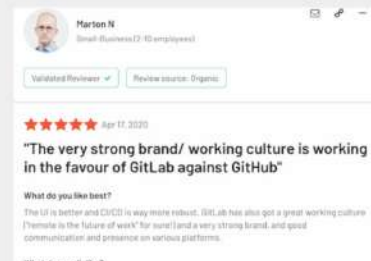 Marton N
Small-Business (2-10 employees)
Validated Reviewer ✓
Review source: Organic
Apr 17, 2020
"The very strong brand/ working culture is working
in the favour of GitLab against GitHub"
What do you like best?
The UI is better and CI/CD is way more robust. GitLab has also got a great working culture
("remote is the future of work" for sure!) and a very strong brand, and good
communication and presence on various platforms.